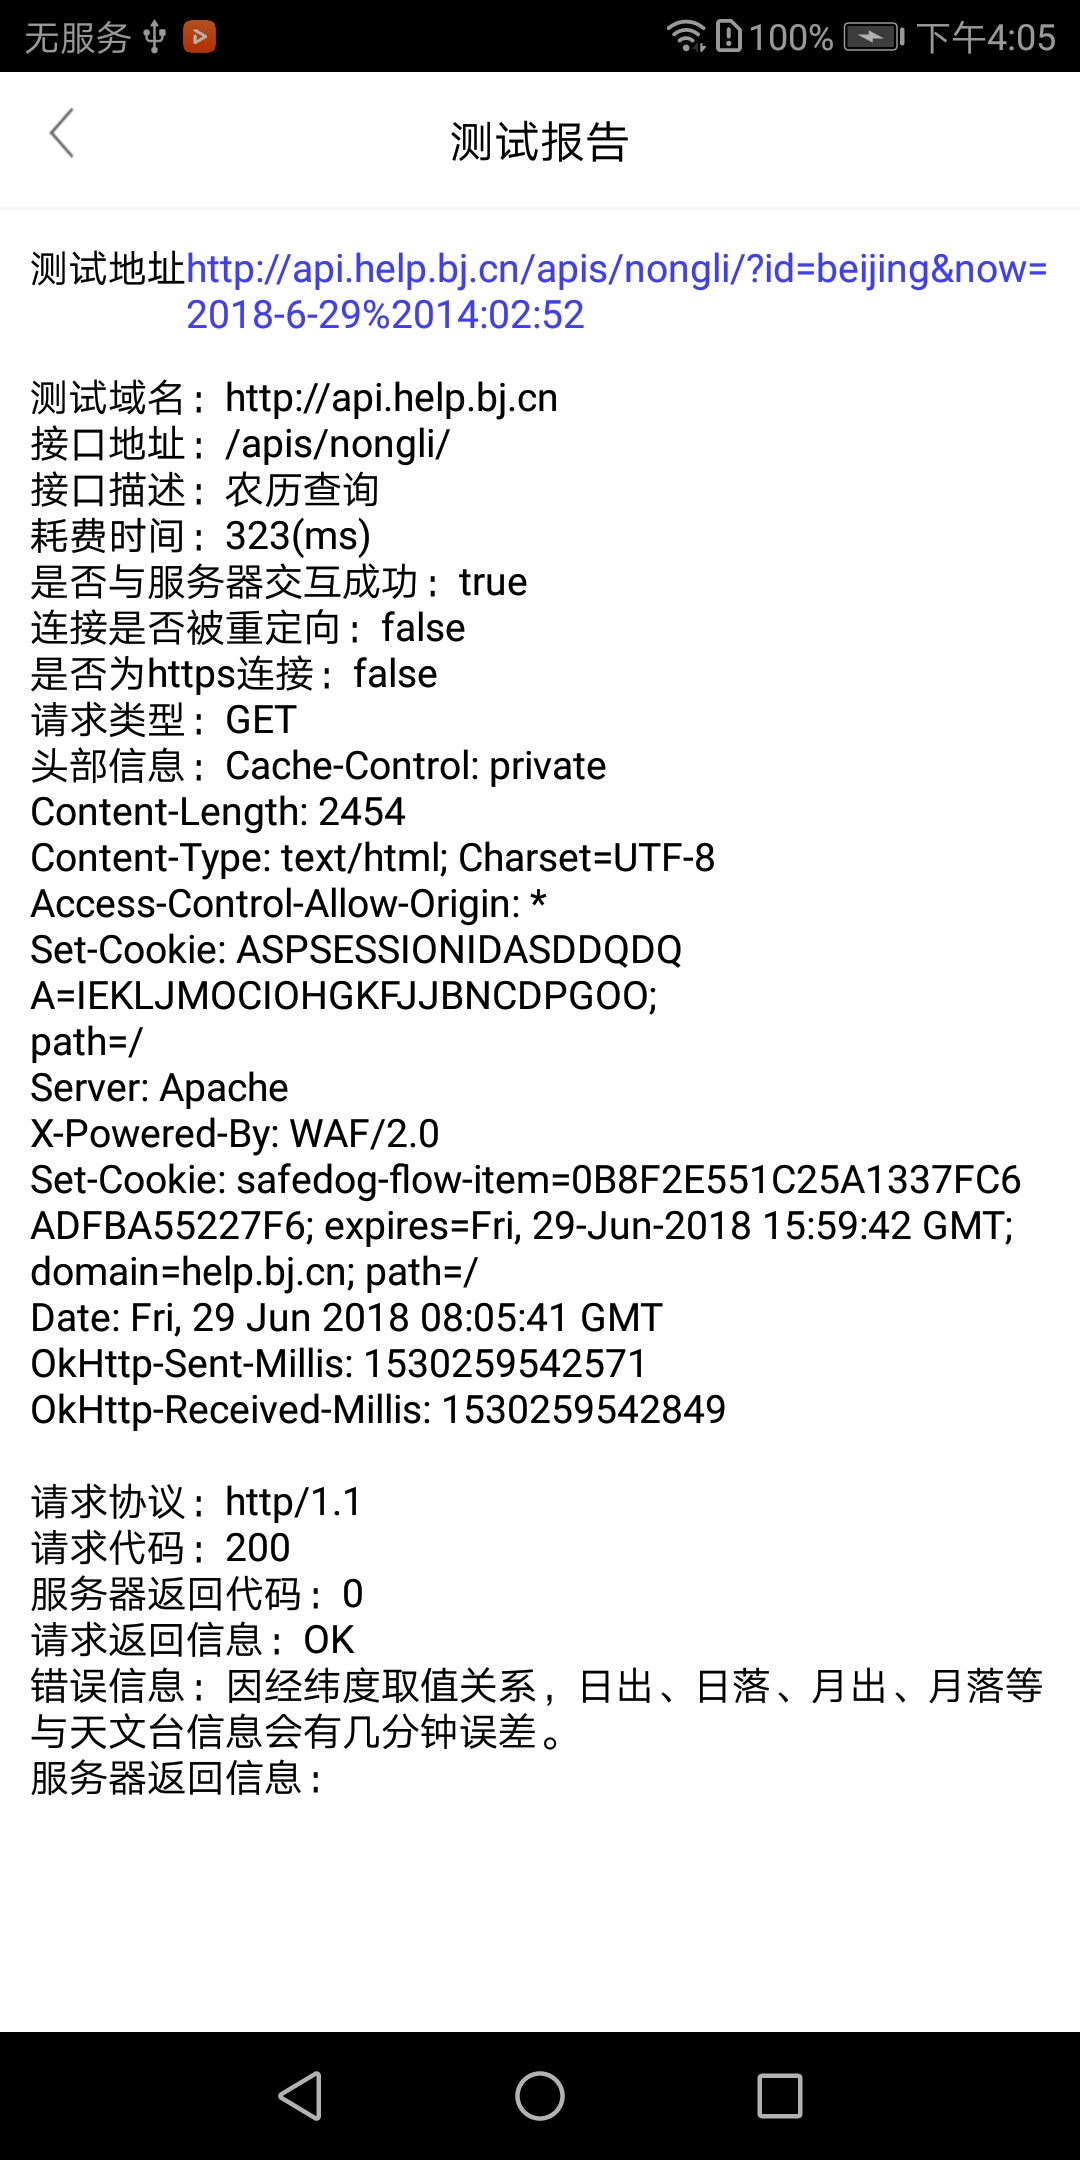 无服务 100% 下午4:05
测试报告
测试地址http://api.help.bj.cn/apis/nongli/?id=beijing&now=
2018-6-29%2014:02:52
测试域名：http://api.help.bj.cn
接口地址：/apis/nongli/
接口描述：农历查询
耗费时间：323(ms)
是否与服务器交互成功：true
连接是否被重定向：false
是否为https连接：false
请求类型：GET
头部信息：Cache-Control: private
Content-Length: 2454
Content-Type: text/html; Charset=UTF-8
Access-Control-Allow-Origin: *
Set-Cookie: ASPSESSIONIDASDDQDQ
A=IEKLJMOCIOHGKFJJBNCDPGOO;
path=/
Server: Apache
X-Powered-By: WAF/2.0
Set-Cookie: safedog-flow-item=0B8F2E551C25A1337FC6
ADFBA55227F6; expires=Fri, 29-Jun-2018 15:59:42 GMT;
domain=help.bj.cn; path=/
Date: Fri, 29 Jun 2018 08:05:41 GMT
OkHttp-Sent-Millis: 1530259542571
OkHttp-Received-Millis: 1530259542849
请求协议：http/1.1
请求代码：200
服务器返回代码：0
请求返回信息：OK
错误信息：因经纬度取值关系，日出、日落、月出、月落等
与天文台信息会有几分钟误差。
服务器返回信息：